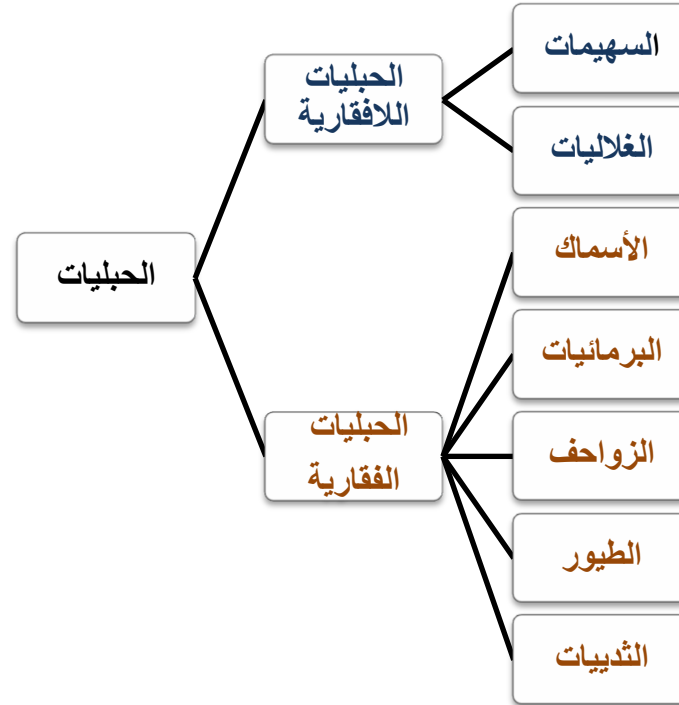 السهيمات
الحبليات
اللافقارية
الغلاليات
الأسماك
الحبليات
البرمائيات
الحبليات
الفقارية
الزواحف
الطيور
الثدييات